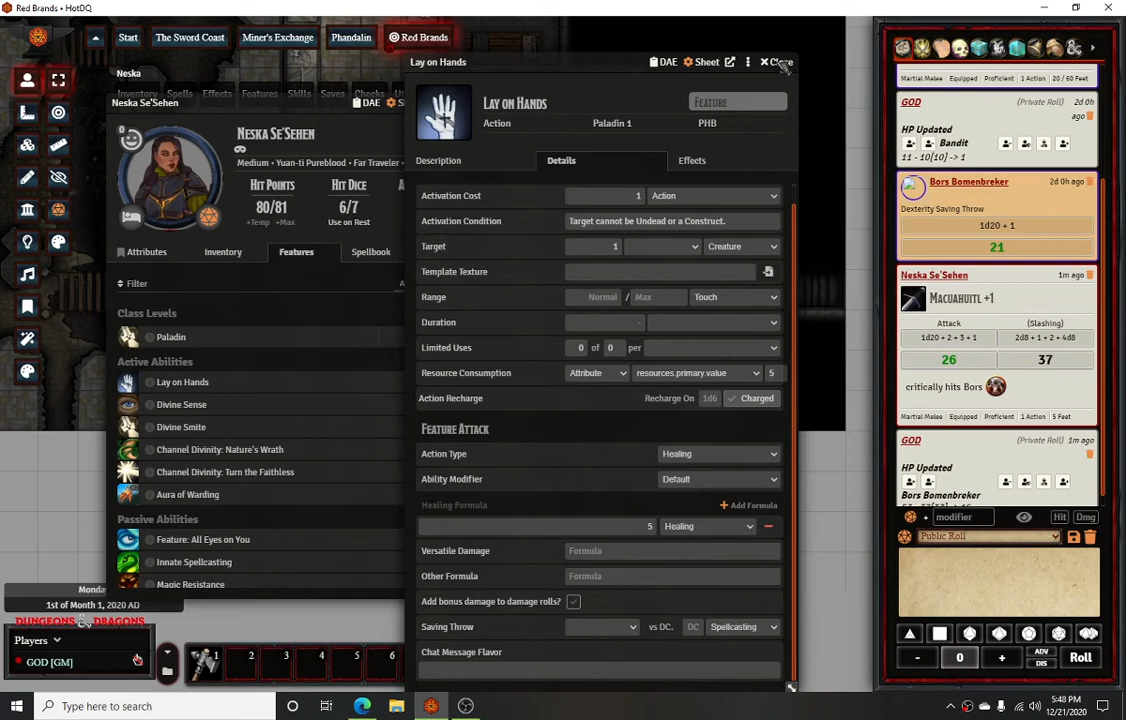 Red Brands • HotDQ
Start
The Sword Coast
Miner's Exchange
Phandalin
Red Brands
Neska
Inventory Spells Effects Features Skills Saves
Neska Se'Sehen
DAE
0
Neska Se'Sehen
Medium • Yuan-ti Pureblood • Far Traveler •
Hit Points
80/81
+Temp +Max
Hit Dice
6/7
Use on Rest
Attributes
Inventory
Features
Spellbook
Filter
Class Levels
Paladin
Active Abilities
Lay on Hands
Divine Sense
Divine Smite
Channel Divinity: Nature's Wrath
Channel Divinity: Turn the Faithless
Aura of Warding
Passive Abilities
Feature: All Eyes on You
Innate Spellcasting
Magic Resistance
Lay on Hands
DAE
Sheet
Close
Lay on Hands
Feature
Action
Paladin 1
PHB
Description
Details
Effects
Activation Cost 1 Action
Activation Condition Target cannot be Undead or a Construct.
Target 1 Creature
Template Texture
Range Normal / Max Touch
Duration -
Limited Uses 0 of 0 per
Resource Consumption Attribute resources.primary.value 5
Action Recharge Recharge On 1d6 Charged
Feature Attack
Action Type Healing
Ability Modifier Default
Healing Formula + Add Formula
5 Healing
Versatile Damage Formula
Other Formula Formula
Add bonus damage to damage rolls?
Saving Throw vs DC. DC Spellcasting
Chat Message Flavor
Monday
1st of Month 1, 2020 AD
DUNGEONS & DRAGONS
Players
GOD [GM]
2 3 4 5 6
Martial Melee Equipped Proficient 1 Action 20 / 60 Feet
GOD
(Private Roll) 2d 0h ago
HP Updated
Bandit
11 - 10[10] -> 1
Bors Bomenbreker
2d 0h ago
Dexterity Saving Throw
1d20 + 1
21
Neska Se'Sehen
1m ago
Macuahuitl +1
Attack
(Slashing)
1d20 + 2 + 3 + 1
2d8 + 1 + 2 + 4d8
26
37
critically hits Bors
Martial Melee Equipped Proficient 1 Action 5 Feet
GOD
(Private Roll) 1m ago
HP Updated
modifier
Hit
Dmg
Public Roll
- 0 + ADV DIS Roll
Type here to search
5:48 PM
12/21/2020